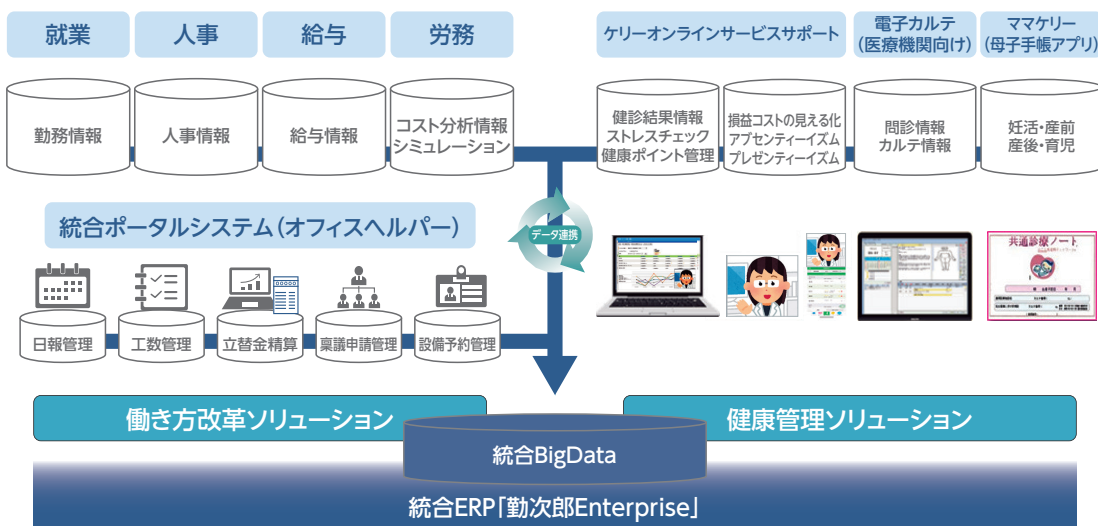 就業
人事
給与
労務
ケリーオンラインサービスサポート
電子カルテ
(医療機関向け)
ママケリー
(母子手帳アプリ)
勤務情報
人事情報
給与情報
コスト分析情報
シミュレーション
健診結果情報
ストレスチェック
健康ポイント管理
損益コストの見える化
アブセンティーイズム
プレゼンティーイズム
問診情報
カルテ情報
妊活・産前
産後・育児
統合ポータルシステム(オフィスヘルパー)
データ連携
共通診療ノート
日報管理
工数管理
立替金精算
稟議申請管理
設備予約管理
働き方改革ソリューション
健康管理ソリューション
統合BigData
統合ERP「勤次郎Enterprise」